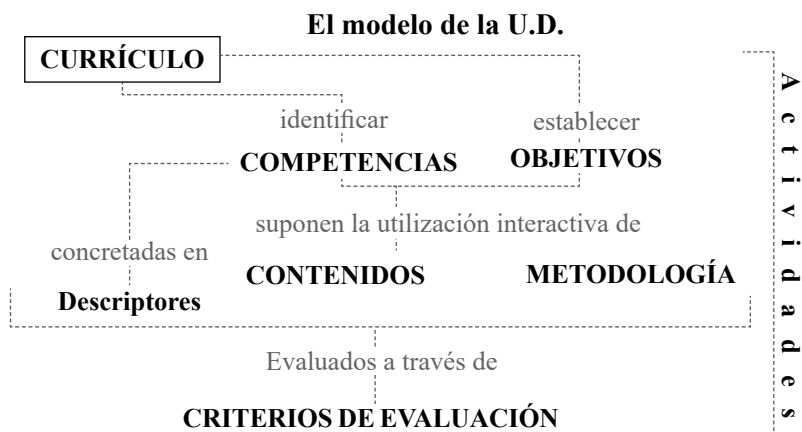 El modelo de la U.D.
CURRÍCULO
identificar
establecer
COMPETENCIAS
OBJETIVOS
suponen la utilización interactiva de
concretadas en
CONTENIDOS
METODOLOGÍA
Descriptores
Evaluados a través de
CRITERIOS DE EVALUACIÓN
Actividades